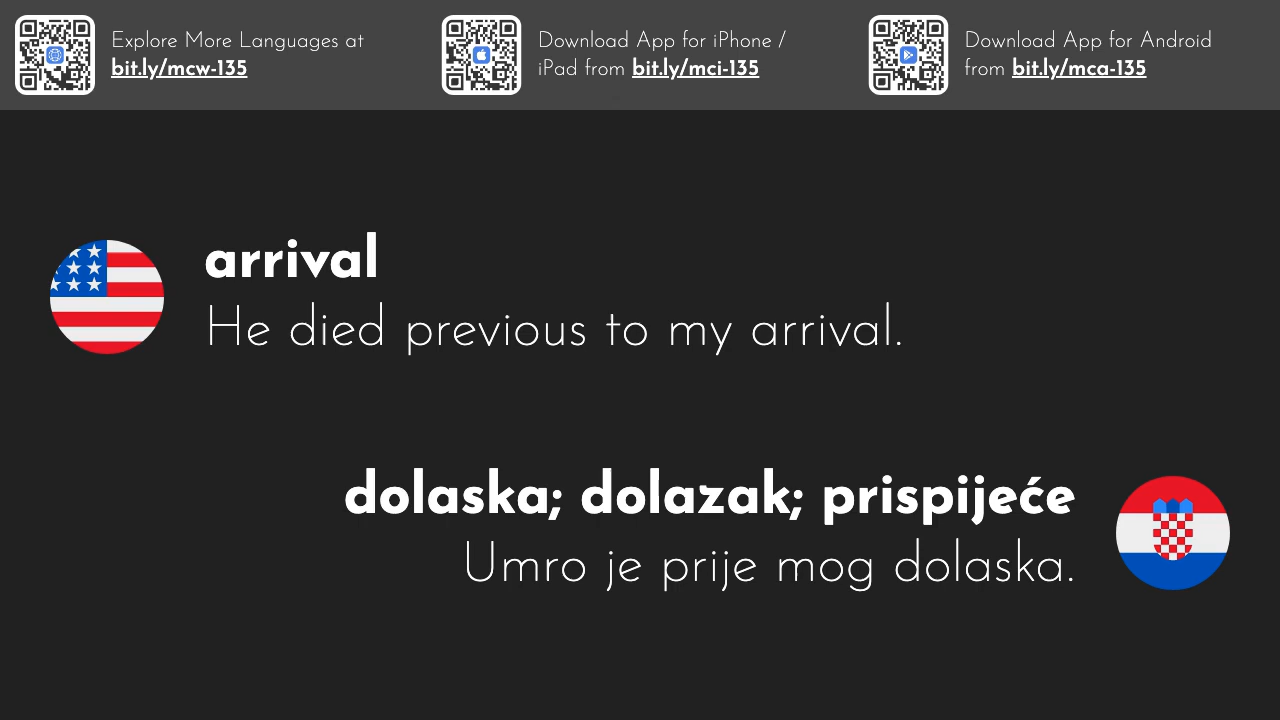 Explore More Languages at
bit.ly/mcw-135
Download App for iPhone /
iPad from bit.ly/mci-135
Download App for Android
from bit.ly/mca-135
arrival
He died previous to my arrival.
dolaska; dolazak; prispijeće
Umro je prije mog dolaska.